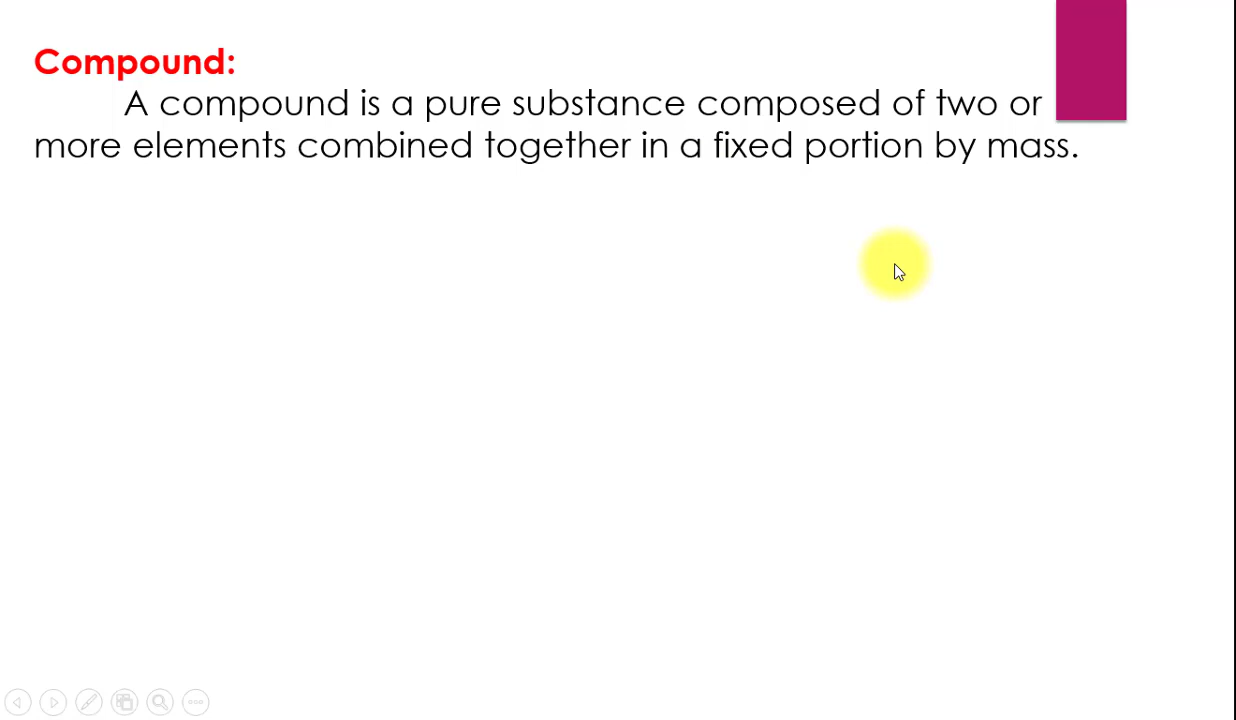 Compound:
A compound is a pure substance composed of two or
more elements combined together in a fixed portion by mass.